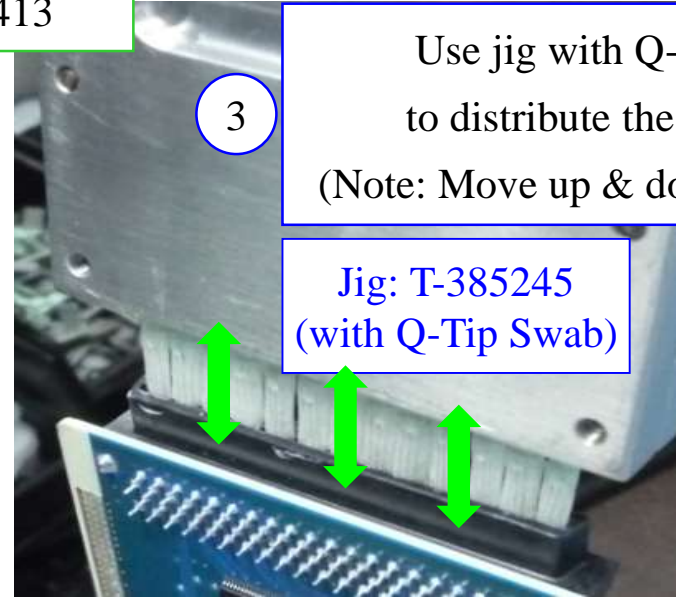 413
3
Use jig with Q-
to distribute the
(Note: Move up & do
Jig: T-385245
(with Q-Tip Swab)